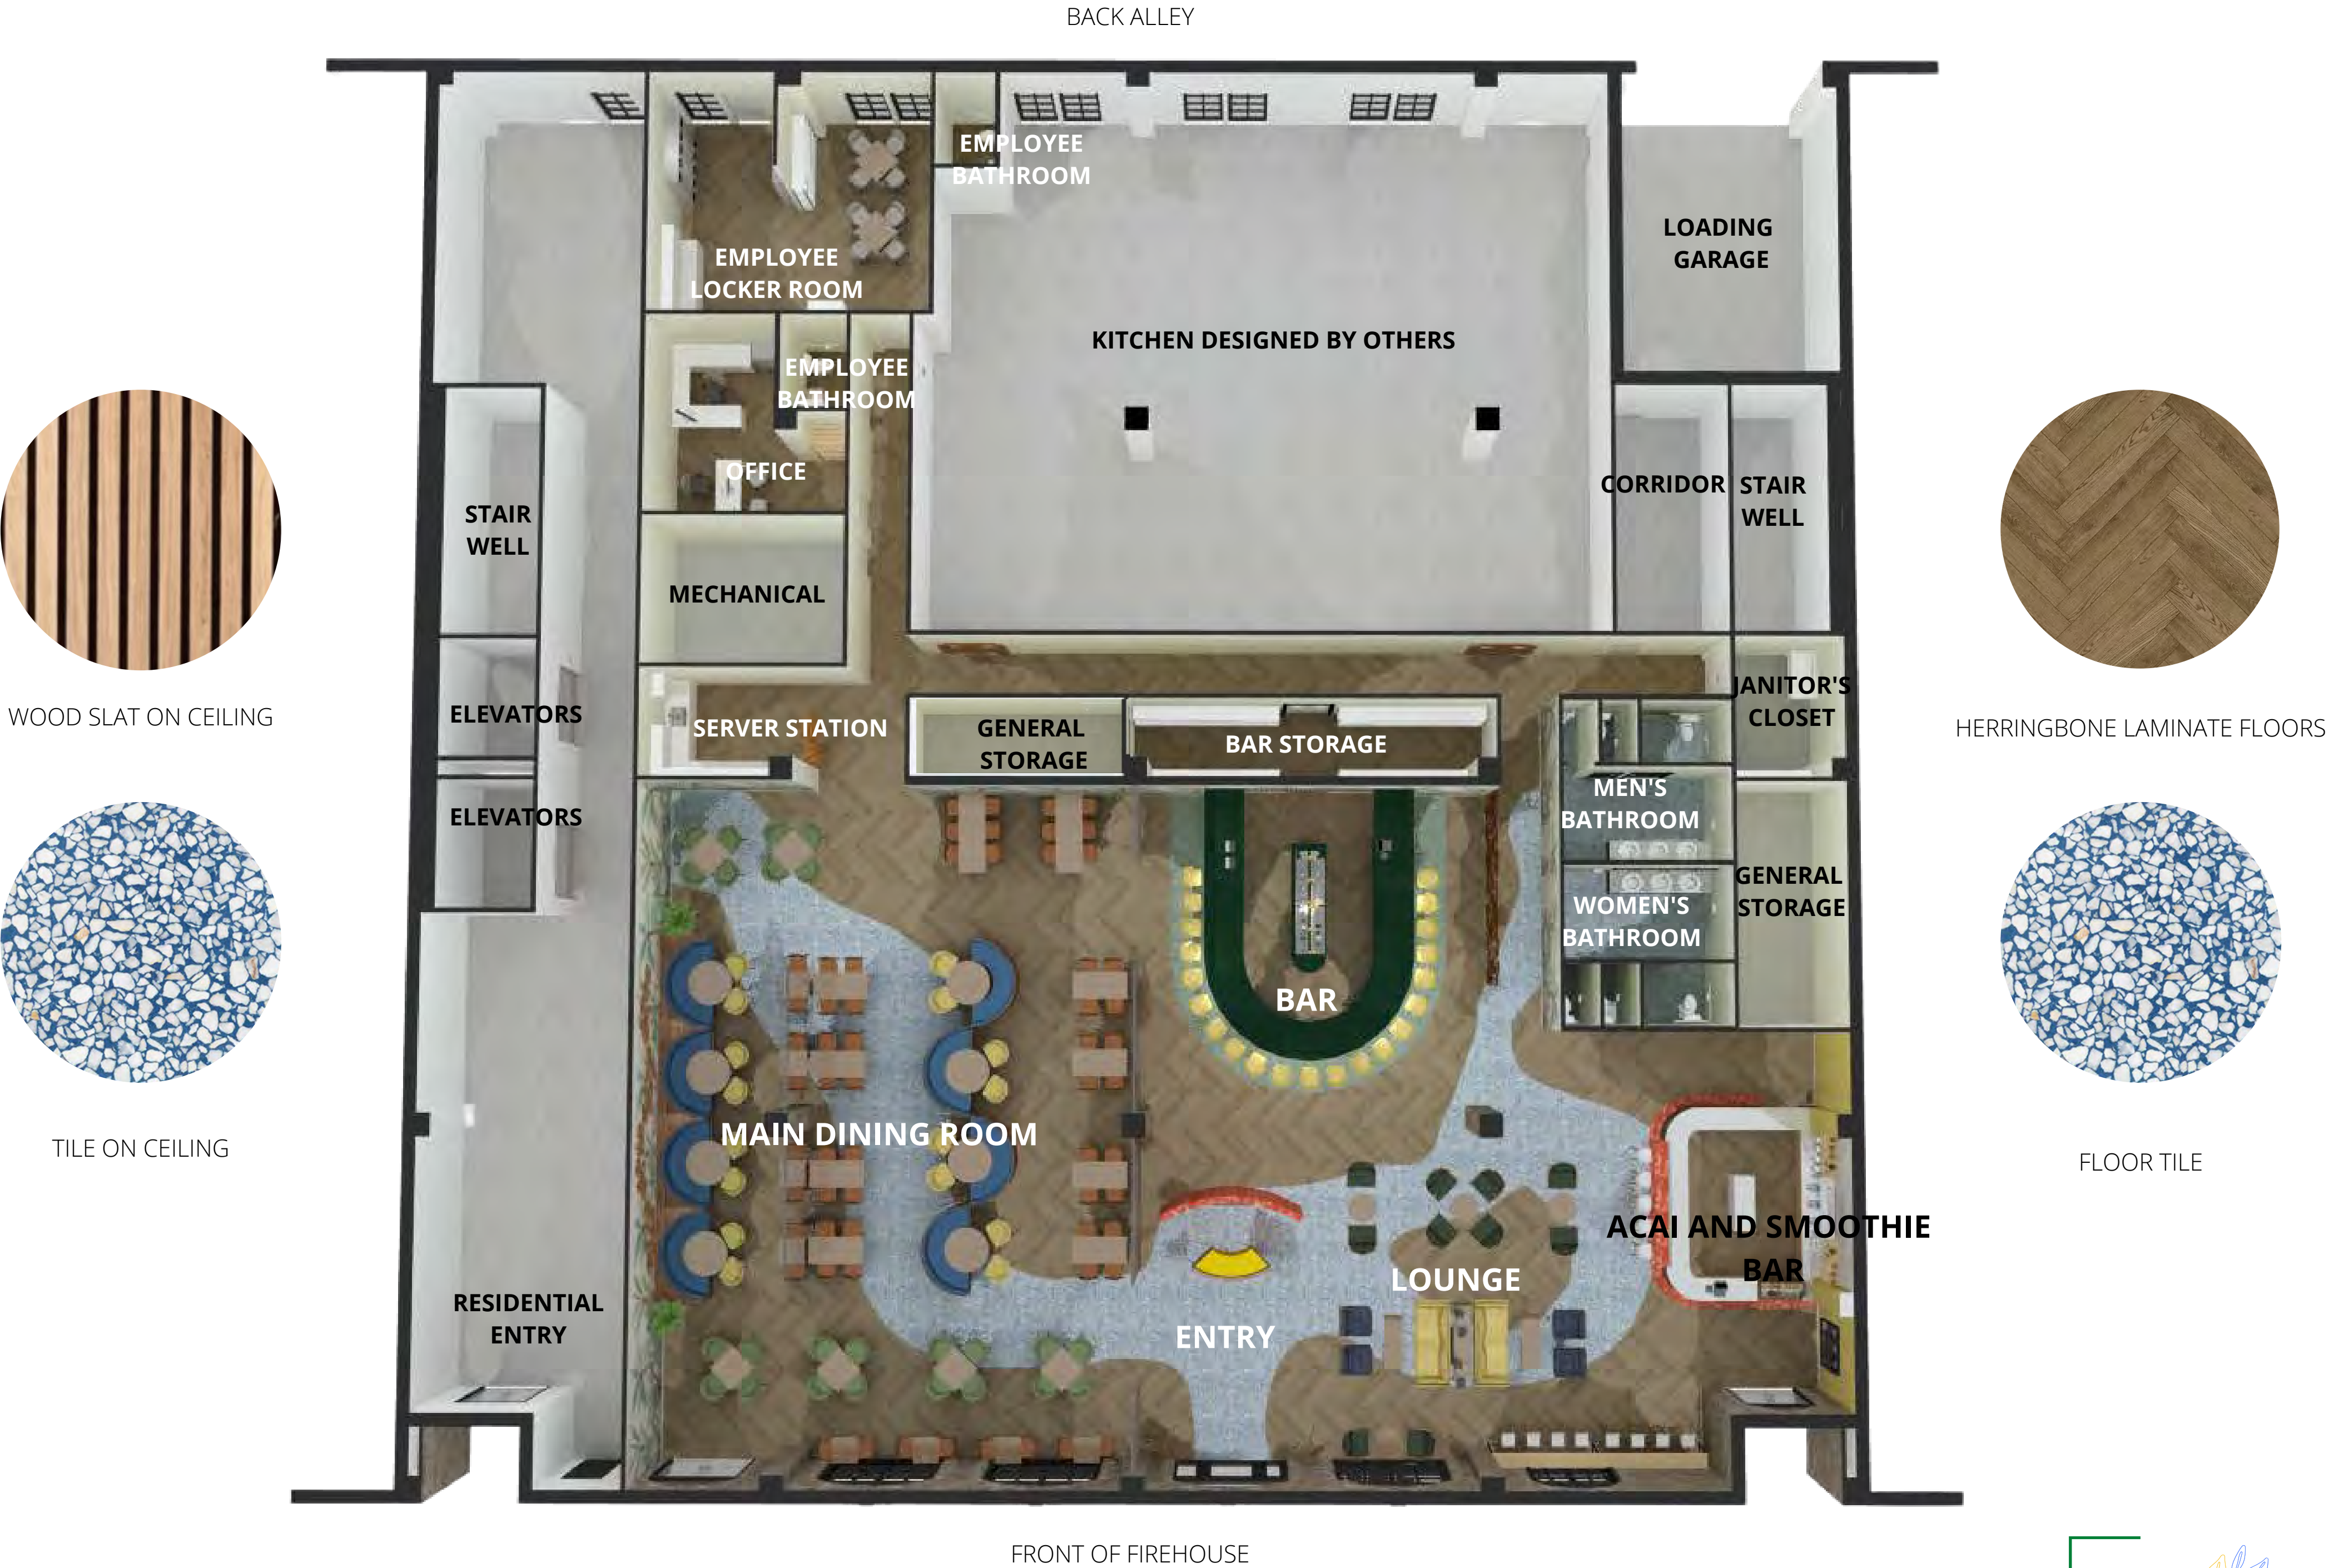 BACK ALLEY
EMPLOYEE
BATHROOM
LOADING
GARAGE
EMPLOYEE
LOCKER ROOM
KITCHEN DESIGNED BY OTHERS
EMPLOYEE
BATHROOM
OFFICE
CORRIDOR
STAIR
WELL
STAIR
WELL
MECHANICAL
WOOD SLAT ON CEILING
ELEVATORS
SERVER STATION
GENERAL
STORAGE
BAR STORAGE
JANITOR'S
CLOSET
HERRINGBONE LAMINATE FLOORS
ELEVATORS
MEN'S
BATHROOM
GENERAL
STORAGE
WOMEN'S
BATHROOM
BAR
MAIN DINING ROOM
TILE ON CEILING
FLOOR TILE
ACAI AND SMOOTHIE
BAR
LOUNGE
RESIDENTIAL
ENTRY
ENTRY
FRONT OF FIREHOUSE